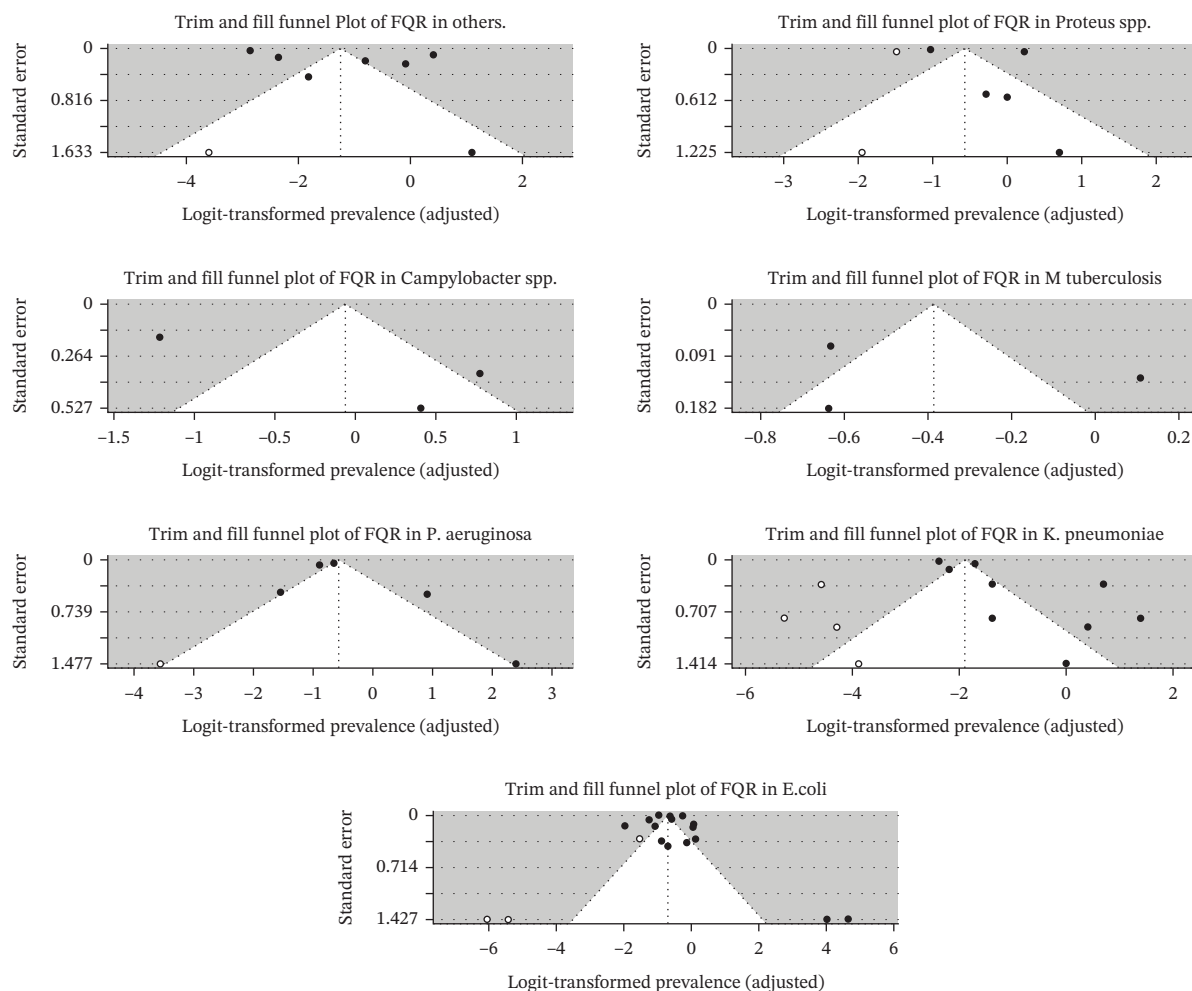 Trim and fill funnel Plot of FQR in others.
Standard error
0
0.816
1.633
−4 −2 0 2
Logit-transformed prevalence (adjusted)
Trim and fill funnel plot of FQR in Proteus spp.
Standard error
0
0.612
1.225
−3 −2 −1 0 1 2
Logit-transformed prevalence (adjusted)
Trim and fill funnel plot of FQR in Campylobacter spp.
Standard error
0
0.264
0.527
−1.5 −1 −0.5 0 0.5 1
Logit-transformed prevalence (adjusted)
Trim and fill funnel plot of FQR in M tuberculosis
Standard error
0
0.091
0.182
−0.8 −0.6 −0.4 −0.2 0 0.2
Logit-transformed prevalence (adjusted)
Trim and fill funnel plot of FQR in P. aeruginosa
Standard error
0
0.739
1.477
−4 −3 −2 −1 0 1 2 3
Logit-transformed prevalence (adjusted)
Trim and fill funnel plot of FQR in K. pneumoniae
Standard error
0
0.707
1.414
−6 −4 −2 0 2
Logit-transformed prevalence (adjusted)
Trim and fill funnel plot of FQR in E.coli
Standard error
0
0.714
1.427
−6 −4 −2 0 2 4 6
Logit-transformed prevalence (adjusted)